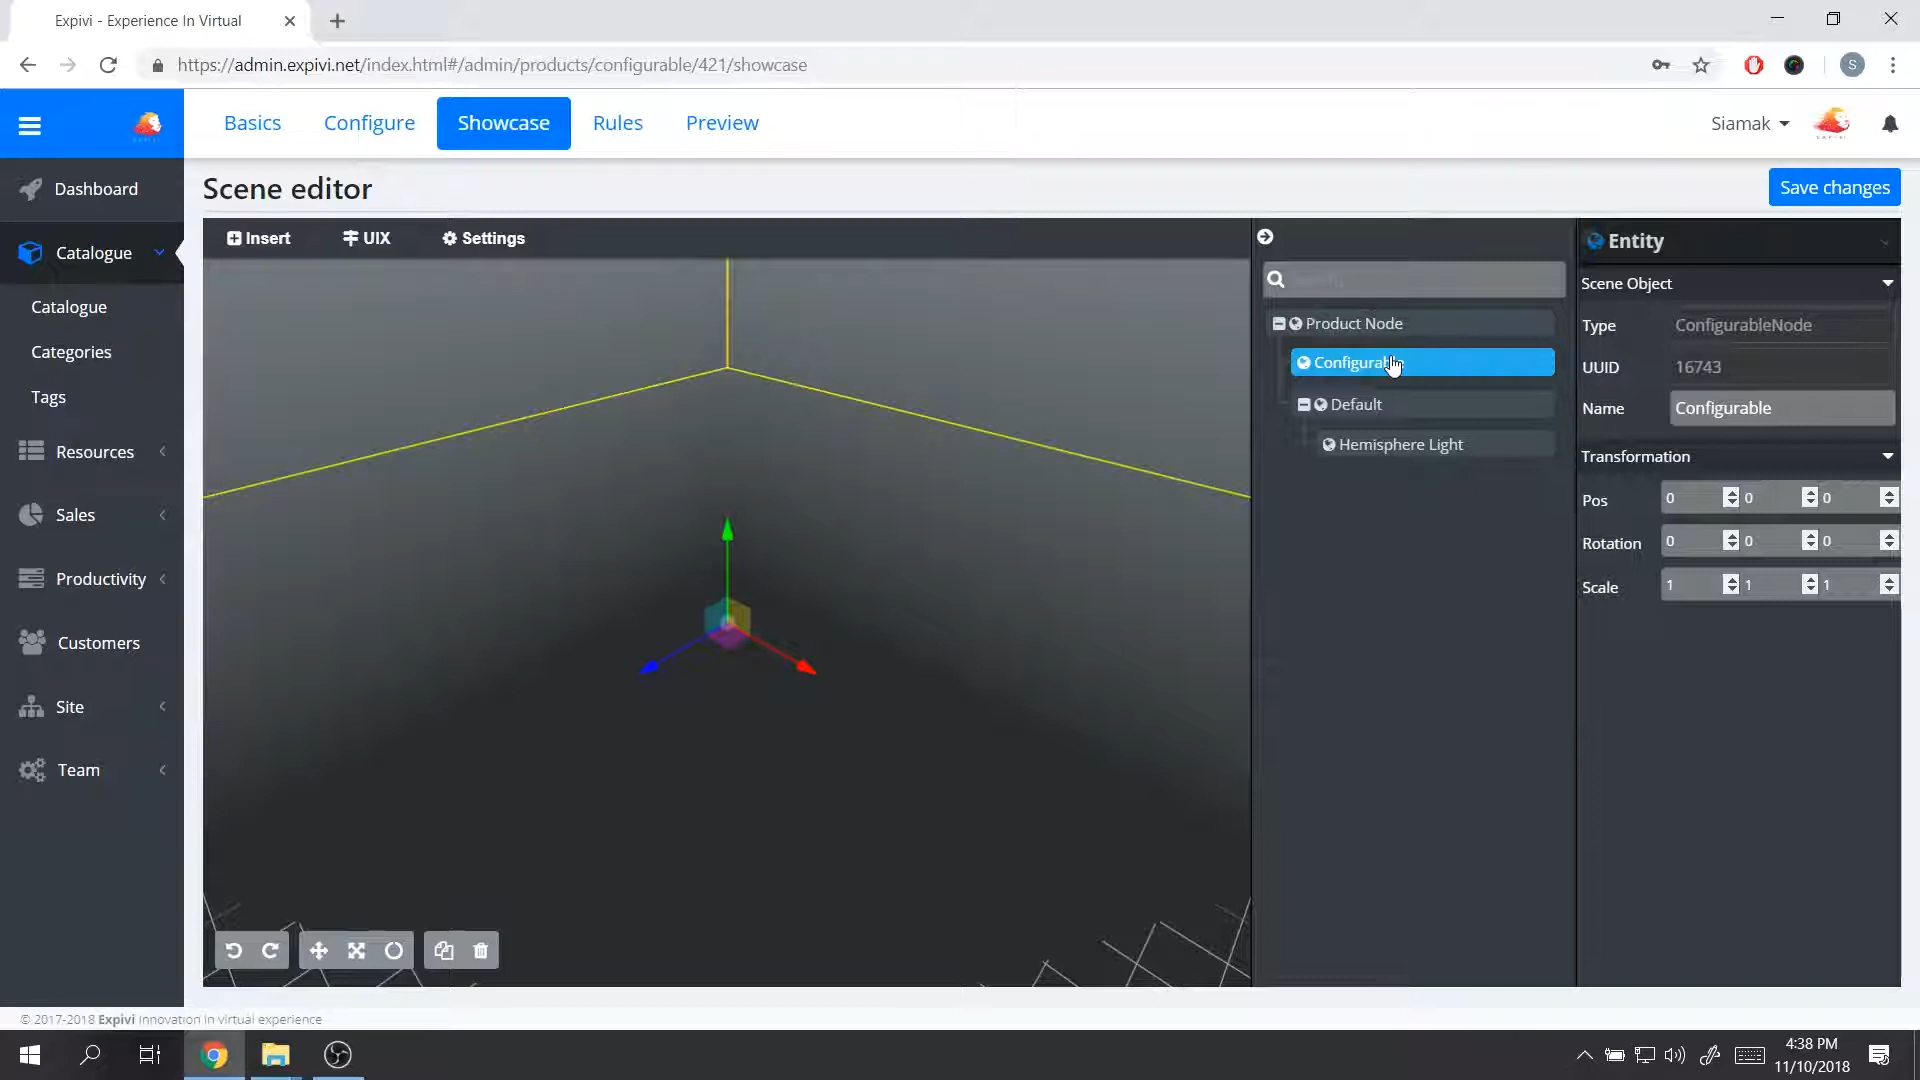 Expivi - Experience In Virtual
https://admin.expivi.net/index.html#/admin/products/configurable/421/showcase
S
Basics
Configure
Showcase
Rules
Preview
Siamak
Dashboard
Scene editor
Save changes
Catalogue
Insert
UIX
Settings
Entity
Scene Object
Catalogue
Product Node
Type
ConfigurableNode
Categories
Configurable
UUID
16743
Tags
Default
Name
Configurable
Resources
Hemisphere Light
Transformation
Pos
0
0
0
Sales
Rotation
0
0
0
Productivity
Scale
1
1
1
Customers
Site
Team
© 2017-2018 Expivi Innovation in virtual experience
4:38 PM
11/10/2018